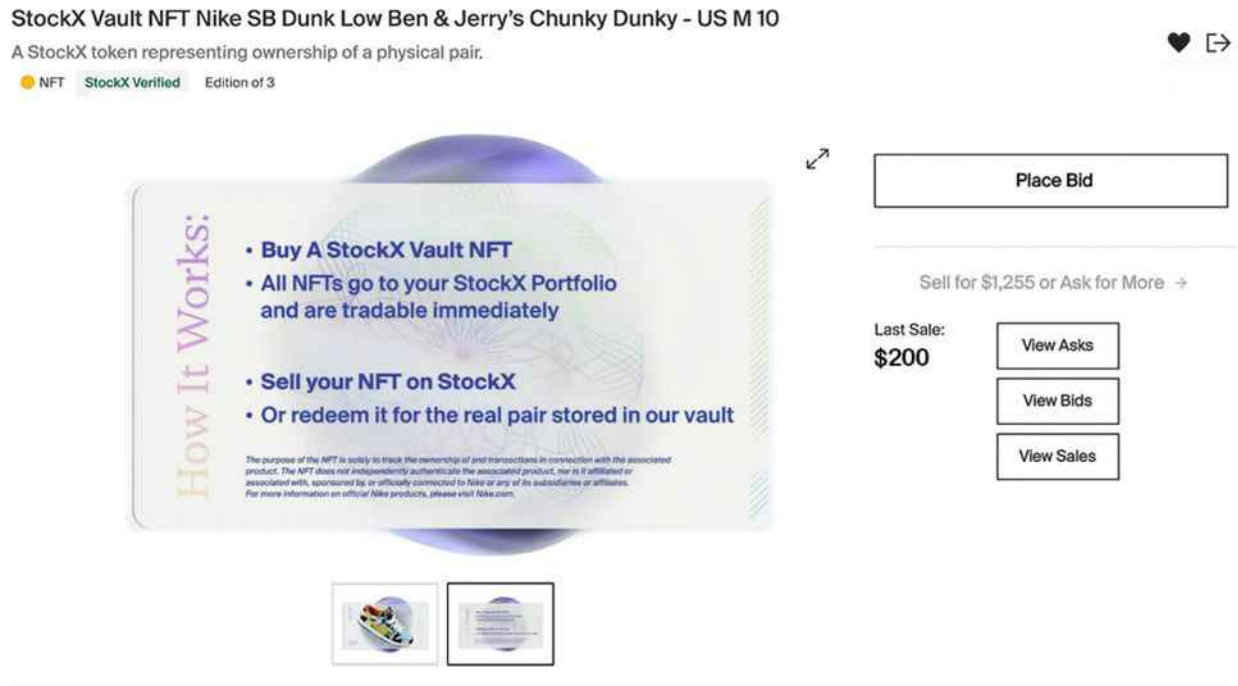 StockX Vault NFT Nike SB Dunk Low Ben & Jerry's Chunky Dunky - US M 10
A StockX token representing ownership of a physical pair.
NFT StockX Verified Edition of 3
How It Works:
• Buy A StockX Vault NFT
• All NFTs go to your StockX Portfolio
and are tradable immediately
• Sell your NFT on StockX
• Or redeem it for the real pair stored in our vault
The purpose of the NFT is solely to track the ownership of and transactions in connection with the associated
product. The NFT does not independently authenticate the associated product, nor is it affiliated or
associated with, sponsored by, or officially connected to Nike or any of its subsidiaries or affiliates.
For more information on official Nike products, please visit Nike.com.
Place Bid
Sell for $1,255 or Ask for More →
Last Sale:
$200
View Asks
View Bids
View Sales